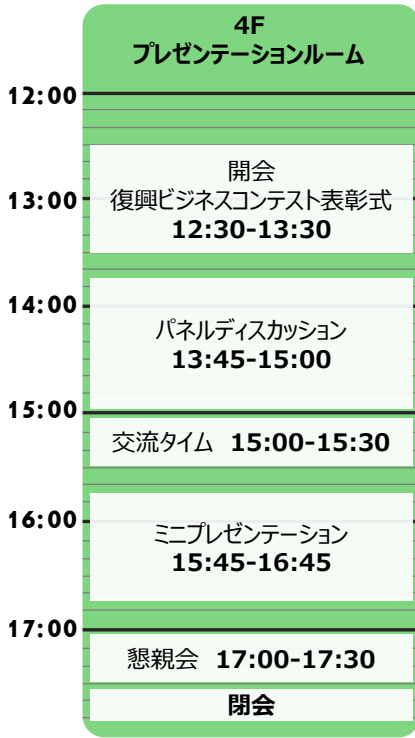 4F
プレゼンテーションルーム
12:00
開会
13:00
復興ビジネスコンテスト表彰式
12:30-13:30
14:00
パネルディスカッション
13:45-15:00
15:00
交流タイム 15:00-15:30
16:00
ミニプレゼンテーション
15:45-16:45
17:00
懇親会 17:00-17:30
閉会